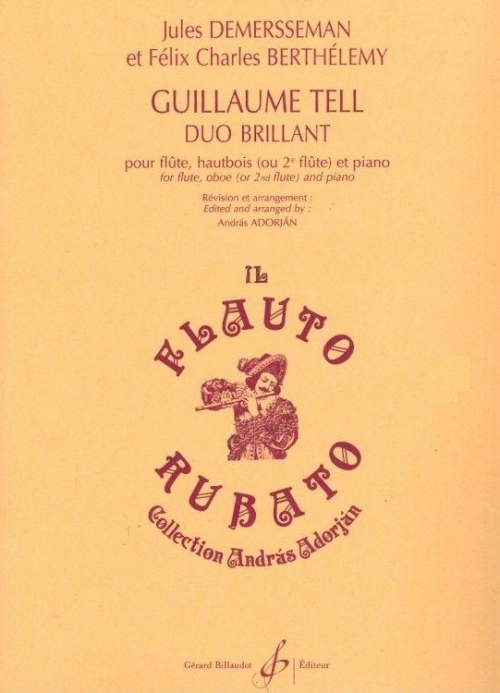 Jules DEMERSSEMAN
et Félix Charles BERTHÉLEMY
GUILLAUME TELL
DUO BRILLANT
pour flûte, hautbois (ou 2e flûte) et piano
for flute, oboe (or 2nd flute) and piano
Révision et arrangement :
Edited and arranged by :
András ADORJÁN
IL
FLAUTO
RUBATO
Collection András Adorján
Gérard Billaudot Éditeur